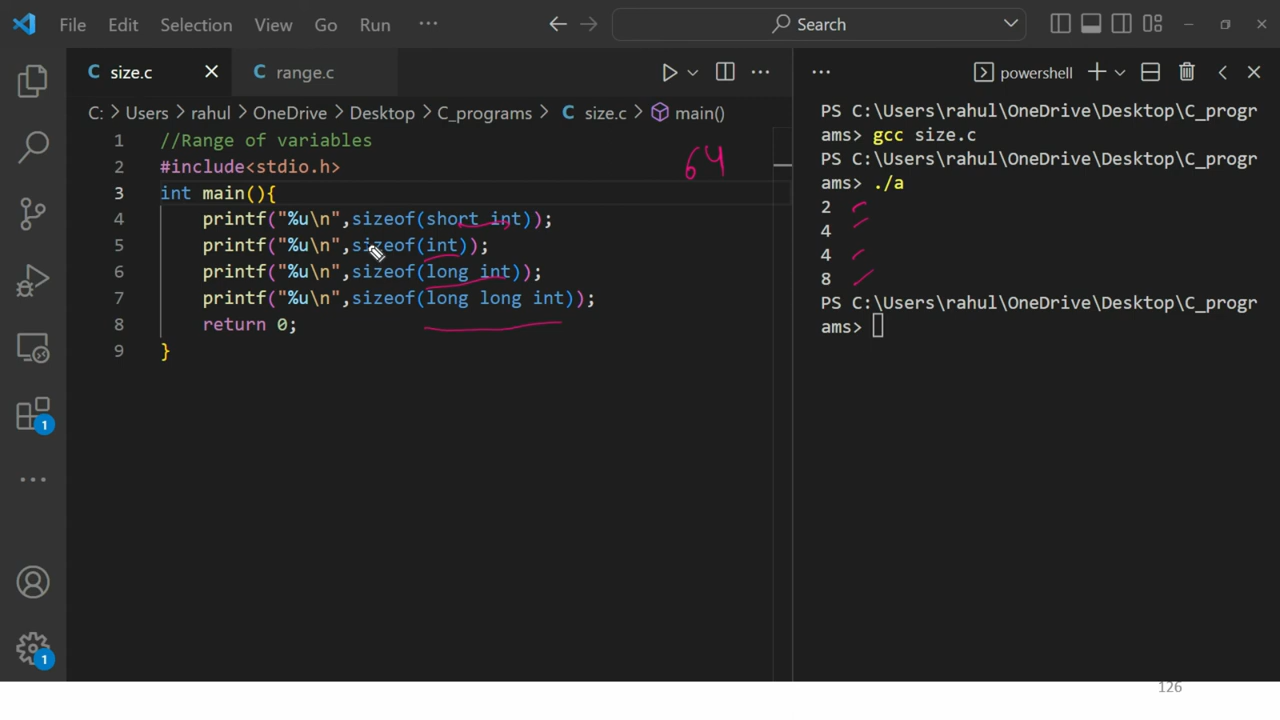 File Edit Selection View Go Run ··· Search
C size.c C range.c ··· powershell
C: > Users > rahul > OneDrive > Desktop > C_programs > C size.c > main()
1 //Range of variables
2 #include<stdio.h>
3 int main(){
4 printf("%u\n",sizeof(short int));
5 printf("%u\n",sizeof(int));
6 printf("%u\n",sizeof(long int));
7 printf("%u\n",sizeof(long long int));
8 return 0;
9 }
64
PS C:\Users\rahul\OneDrive\Desktop\C_progr
ams> gcc size.c
PS C:\Users\rahul\OneDrive\Desktop\C_progr
ams> ./a
2
4
4
8
PS C:\Users\rahul\OneDrive\Desktop\C_progr
ams>
1
1
126